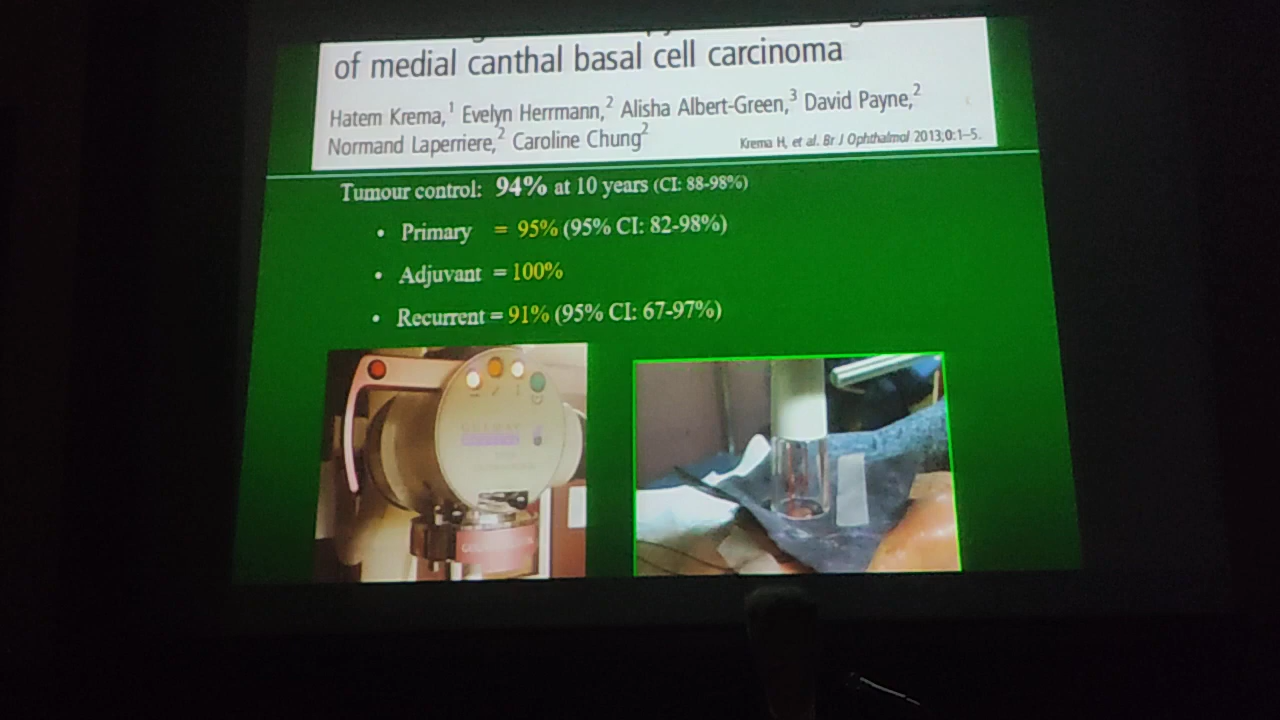 of medial canthal basal cell carcinoma
Hatem Krema,¹ Evelyn Herrmann,² Alisha Albert-Green,³ David Payne,²
Normand Laperriere,² Caroline Chung²
Krema H, et al. Br J Ophthalmol 2013;0:1–5.
Tumour control: 94% at 10 years (CI: 88-98%)
• Primary = 95% (95% CI: 82-98%)
• Adjuvant = 100%
• Recurrent = 91% (95% CI: 67-97%)